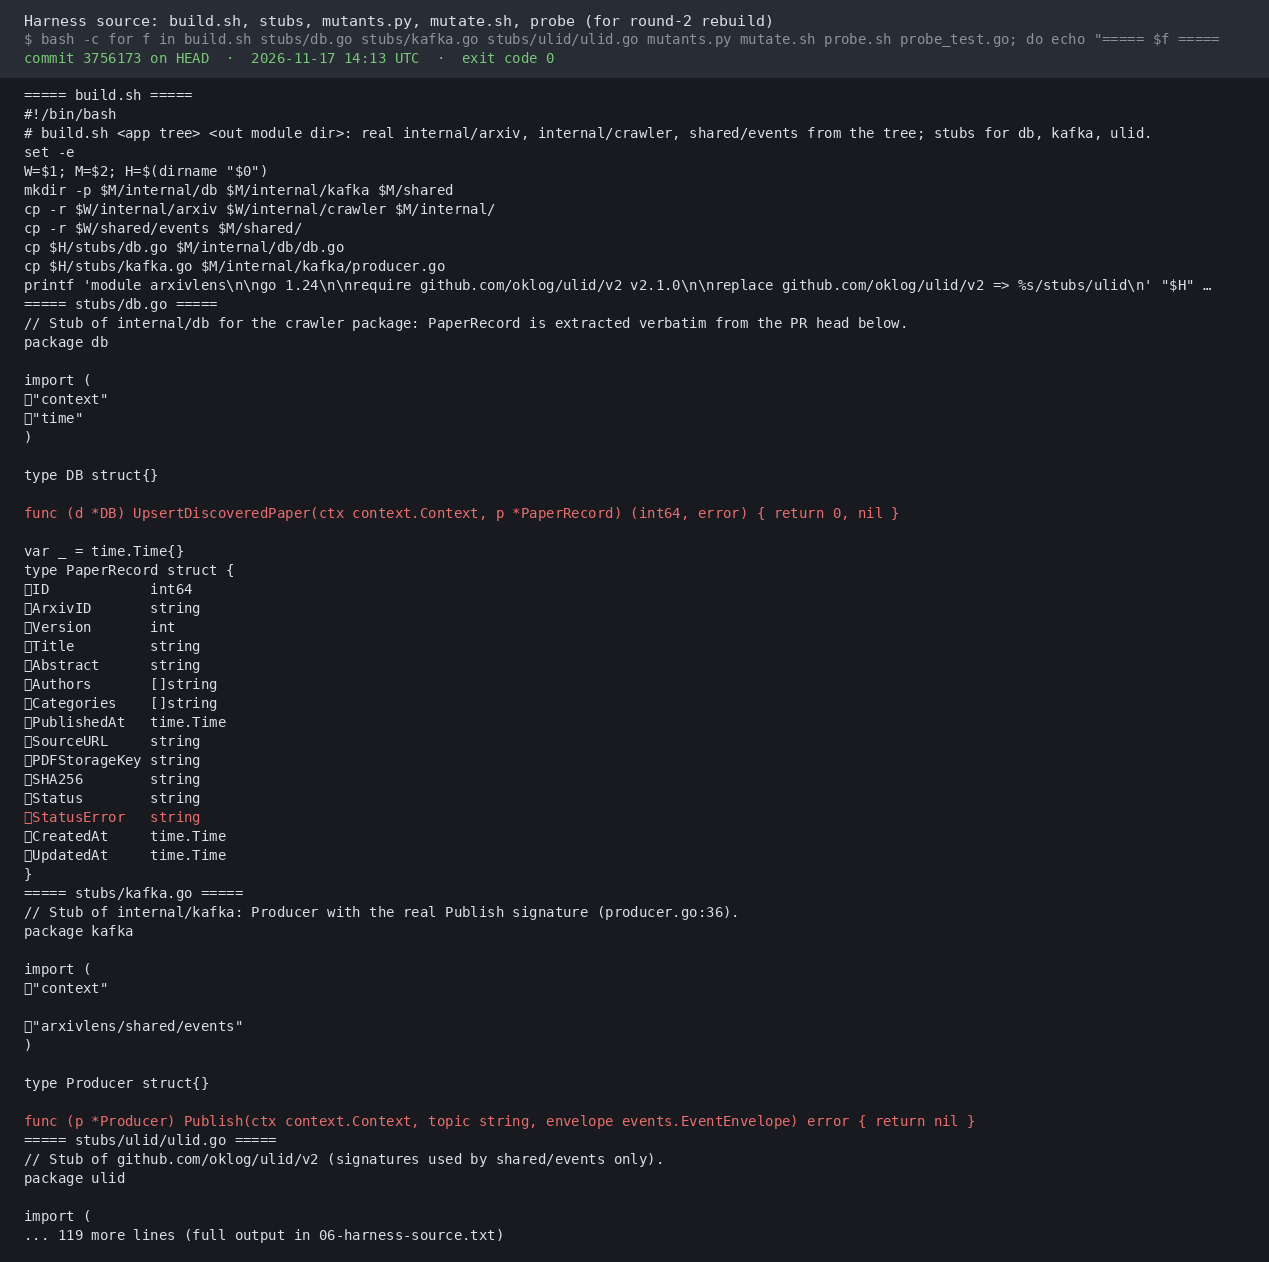 Harness source: build.sh, stubs, mutants.py, mutate.sh, probe (for round-2 rebuild)
$ bash -c for f in build.sh stubs/db.go stubs/kafka.go stubs/ulid/ulid.go mutants.py mutate.sh probe.sh probe_test.go; do echo "===== $f =====
commit 3756173 on HEAD · 2026-11-17 14:13 UTC · exit code 0
===== build.sh =====
#!/bin/bash
# build.sh <app tree> <out module dir>: real internal/arxiv, internal/crawler, shared/events from the tree; stubs for db, kafka, ulid.
set -e
W=$1; M=$2; H=$(dirname "$0")
mkdir -p $M/internal/db $M/internal/kafka $M/shared
cp -r $W/internal/arxiv $W/internal/crawler $M/internal/
cp -r $W/shared/events $M/shared/
cp $H/stubs/db.go $M/internal/db/db.go
cp $H/stubs/kafka.go $M/internal/kafka/producer.go
printf 'module arxivlens\n\ngo 1.24\n\nrequire github.com/oklog/ulid/v2 v2.1.0\n\nreplace github.com/oklog/ulid/v2 => %s/stubs/ulid\n' "$H" …
===== stubs/db.go =====
// Stub of internal/db for the crawler package: PaperRecord is extracted verbatim from the PR head below.
package db

import (
"context"
"time"
)

type DB struct{}

func (d *DB) UpsertDiscoveredPaper(ctx context.Context, p *PaperRecord) (int64, error) { return 0, nil }

var _ = time.Time{}
type PaperRecord struct {
ID            int64
ArxivID       string
Version       int
Title         string
Abstract      string
Authors       []string
Categories    []string
PublishedAt   time.Time
SourceURL     string
PDFStorageKey string
SHA256        string
Status        string
StatusError   string
CreatedAt     time.Time
UpdatedAt     time.Time
}
===== stubs/kafka.go =====
// Stub of internal/kafka: Producer with the real Publish signature (producer.go:36).
package kafka

import (
"context"

"arxivlens/shared/events"
)

type Producer struct{}

func (p *Producer) Publish(ctx context.Context, topic string, envelope events.EventEnvelope) error { return nil }
===== stubs/ulid/ulid.go =====
// Stub of github.com/oklog/ulid/v2 (signatures used by shared/events only).
package ulid

import (
... 119 more lines (full output in 06-harness-source.txt)